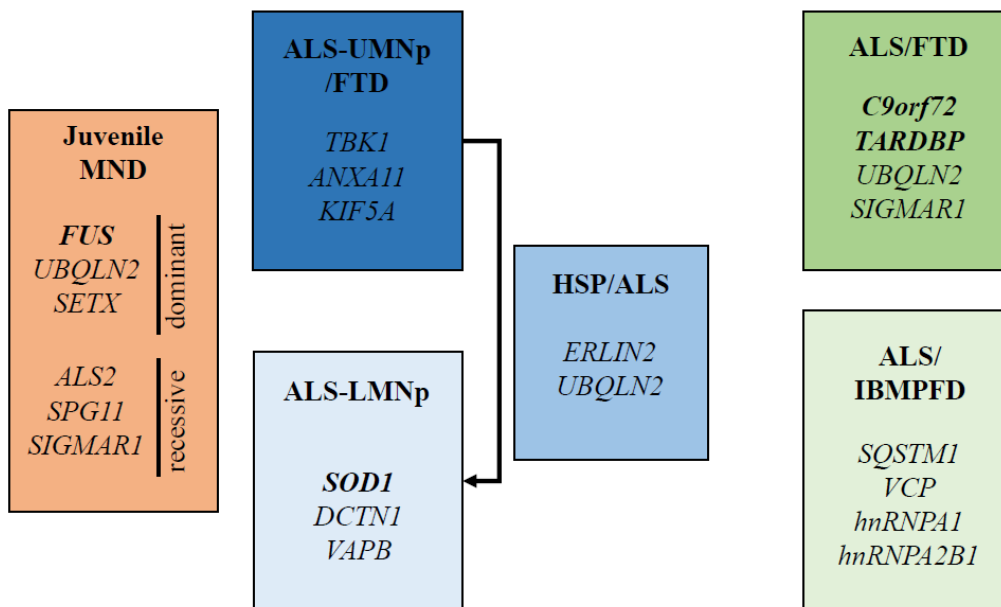 Juvenile
MND
FUS
UBQLN2
SETX
dominant
ALS2
SPG11
SIGMAR1
recessive
ALS-UMNp
/FTD
TBK1
ANXA11
KIF5A
ALS-LMNp
SOD1
DCTN1
VAPB
HSP/ALS
ERLIN2
UBQLN2
ALS/FTD
C9orf72
TARDBP
UBQLN2
SIGMAR1
ALS/
IBMPFD
SQSTM1
VCP
hnRNPA1
hnRNPA2B1